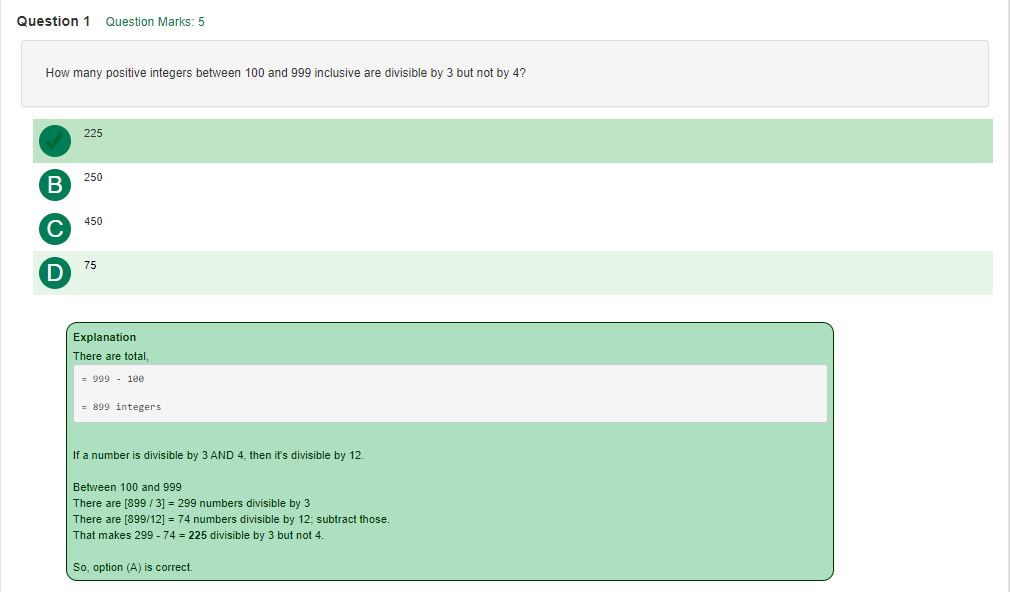 Question 1 Question Marks: 5
How many positive integers between 100 and 999 inclusive are divisible by 3 but not by 4?
225
B 250
C 450
D 75
Explanation
There are total,
= 999 - 100
= 899 integers
If a number is divisible by 3 AND 4, then it's divisible by 12.
Between 100 and 999
There are [899 / 3] = 299 numbers divisible by 3
There are [899/12] = 74 numbers divisible by 12; subtract those.
That makes 299 - 74 = 225 divisible by 3 but not 4.
So, option (A) is correct.